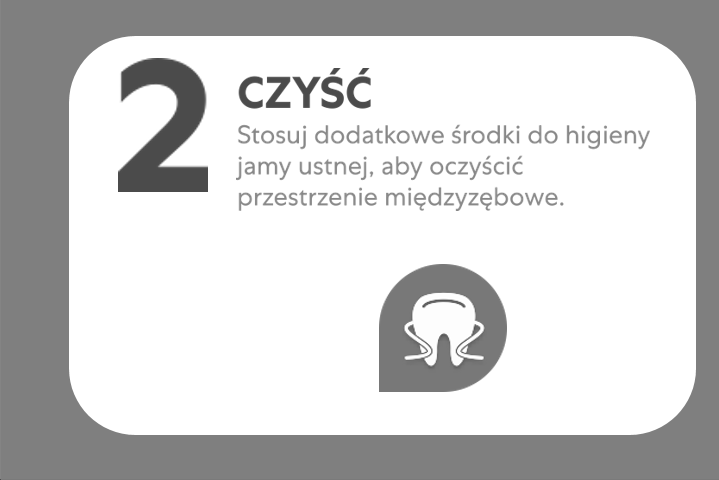 2
CZYŚĆ
Stosuj dodatkowe środki do higieny
jamy ustnej, aby oczyścić
przestrzenie międzyzębowe.